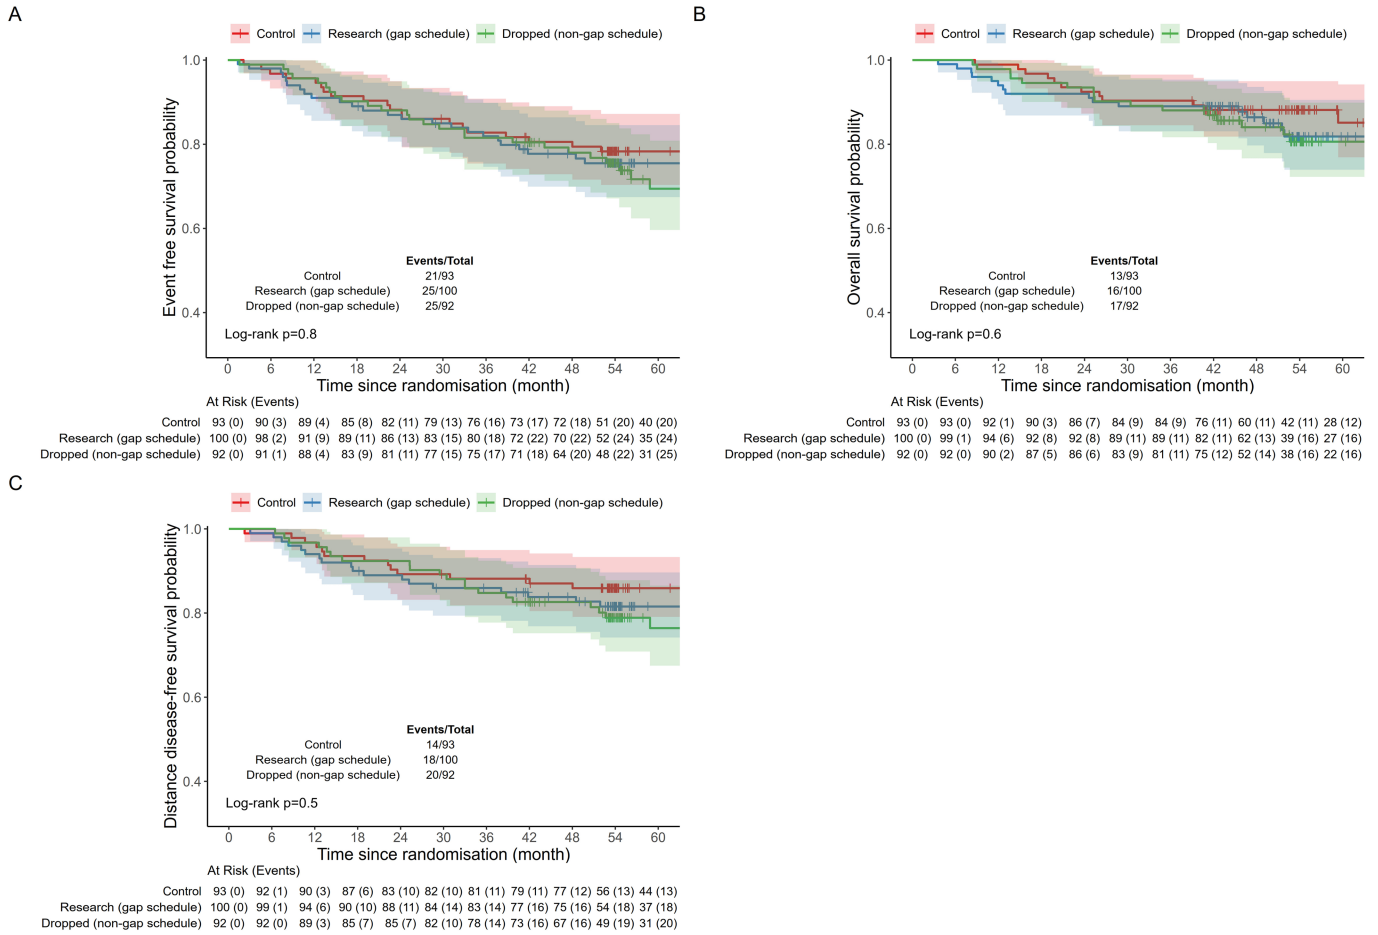 A
Control Research (gap schedule) Dropped (non-gap schedule)
Event free survival probability
1.0
0.8
0.6
0.4
Events/Total
Control 21/93
Research (gap schedule) 25/100
Dropped (non-gap schedule) 25/92
Log-rank p=0.8
0 6 12 18 24 30 36 42 48 54 60
Time since randomisation (month)
At Risk (Events)
Control 93 (0) 90 (3) 89 (4) 85 (8) 82 (11) 79 (13) 76 (16) 73 (17) 72 (18) 51 (20) 40 (20)
Research (gap schedule) 100 (0) 98 (2) 91 (9) 89 (11) 86 (13) 83 (15) 80 (18) 72 (22) 70 (22) 52 (24) 35 (24)
Dropped (non-gap schedule) 92 (0) 91 (1) 88 (4) 83 (9) 81 (11) 77 (15) 75 (17) 71 (18) 64 (20) 48 (22) 31 (25)
B
Control Research (gap schedule) Dropped (non-gap schedule)
Overall survival probability
1.0
0.8
0.6
0.4
Events/Total
Control 13/93
Research (gap schedule) 16/100
Dropped (non-gap schedule) 17/92
Log-rank p=0.6
0 6 12 18 24 30 36 42 48 54 60
Time since randomisation (month)
At Risk (Events)
Control 93 (0) 93 (0) 92 (1) 90 (3) 86 (7) 84 (9) 84 (9) 76 (11) 60 (11) 42 (11) 28 (12)
Research (gap schedule) 100 (0) 99 (1) 94 (6) 92 (8) 92 (8) 89 (11) 89 (11) 82 (11) 62 (13) 39 (16) 27 (16)
Dropped (non-gap schedule) 92 (0) 92 (0) 90 (2) 87 (5) 86 (6) 83 (9) 81 (11) 75 (12) 52 (14) 38 (16) 22 (16)
C
Control Research (gap schedule) Dropped (non-gap schedule)
Distance disease-free survival probability
1.0
0.8
0.6
0.4
Events/Total
Control 14/93
Research (gap schedule) 18/100
Dropped (non-gap schedule) 20/92
Log-rank p=0.5
0 6 12 18 24 30 36 42 48 54 60
Time since randomisation (month)
At Risk (Events)
Control 93 (0) 92 (1) 90 (3) 87 (6) 83 (10) 82 (10) 81 (11) 79 (11) 77 (12) 56 (13) 44 (13)
Research (gap schedule) 100 (0) 99 (1) 94 (6) 90 (10) 88 (11) 84 (14) 83 (14) 77 (16) 75 (16) 54 (18) 37 (18)
Dropped (non-gap schedule) 92 (0) 92 (0) 89 (3) 85 (7) 85 (7) 82 (10) 78 (14) 73 (16) 67 (16) 49 (19) 31 (20)